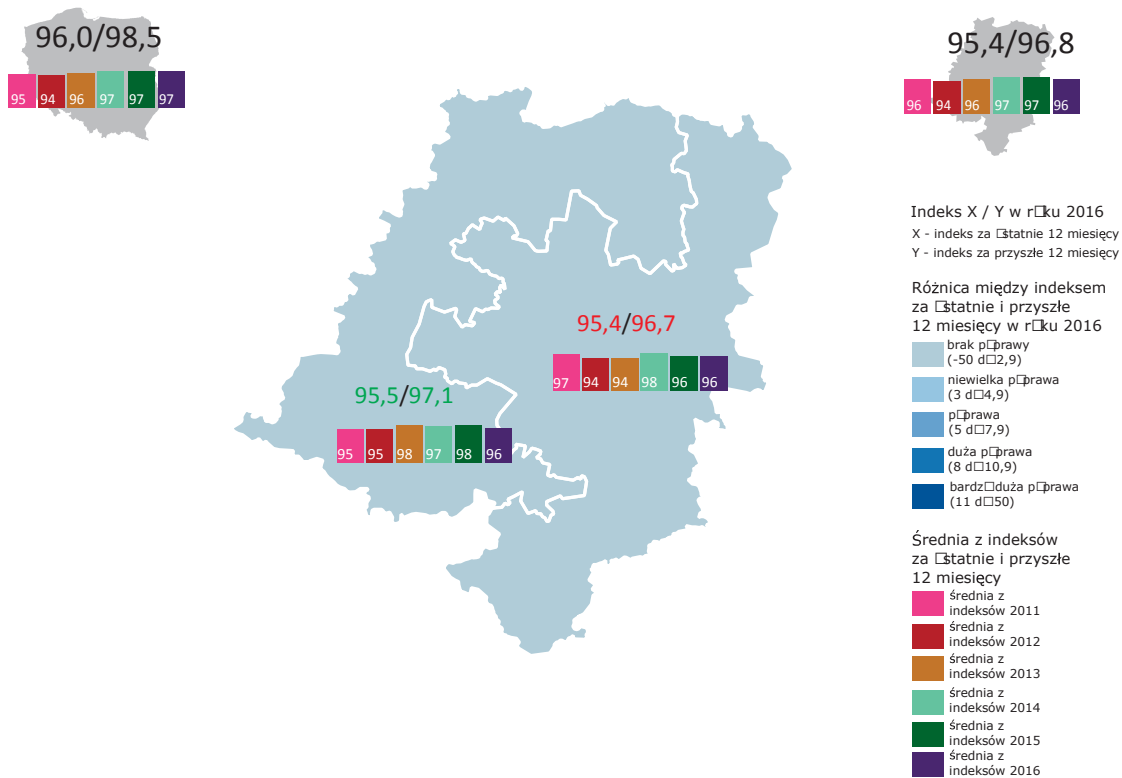 96,0/98,5
95 94 96 97 97 97
95,4/96,8
96 94 96 97 97 96
95,4/96,7
97 94 94 98 96 96
95,5/97,1
95 95 98 97 98 96
Indeks X / Y w r□ku 2016
X - indeks za □statnie 12 miesięcy
Y - indeks za przyszłe 12 miesięcy
Różnica między indeksem
za □statnie i przyszłe
12 miesięcy w r□ku 2016
brak p□prawy
(-50 d□2,9)
niewielka p□prawa
(3 d□4,9)
p□prawa
(5 d□7,9)
duża p□prawa
(8 d□10,9)
bardz□duża p□prawa
(11 d□50)
Średnia z indeksów
za □statnie i przyszłe
12 miesięcy
średnia z
indeksów 2011
średnia z
indeksów 2012
średnia z
indeksów 2013
średnia z
indeksów 2014
średnia z
indeksów 2015
średnia z
indeksów 2016